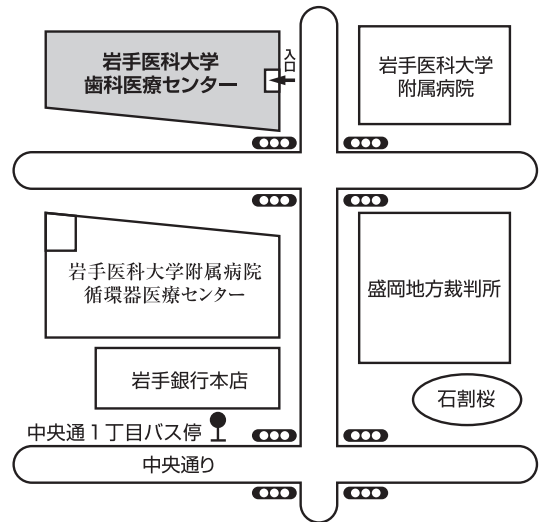 岩手医科大学
歯科医療センター
入口
岩手医科大学
附属病院
岩手医科大学附属病院
循環器医療センター
盛岡地方裁判所
岩手銀行本店
石割桜
中央通1丁目バス停
中央通り